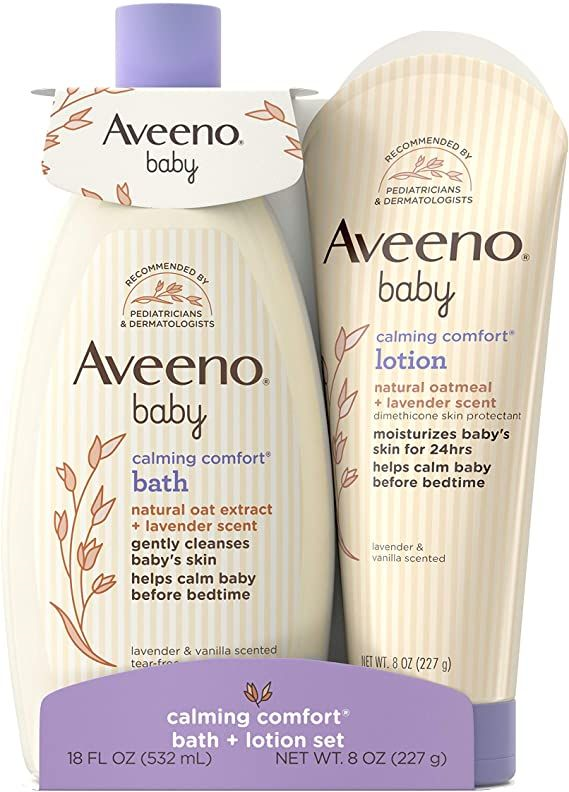 Aveeno®
baby
RECOMMENDED BY
PEDIATRICIANS
& DERMATOLOGISTS
Aveeno®
baby
calming comfort®
bath
natural oat extract
+ lavender scent
gently cleanses
baby's skin
helps calm baby
before bedtime
lavender & vanilla scented
tear-free
RECOMMENDED BY
PEDIATRICIANS
& DERMATOLOGISTS
Aveeno®
baby
calming comfort®
lotion
natural oatmeal
+ lavender scent
dimethicone skin protectant
moisturizes baby's
skin for 24hrs
helps calm baby
before bedtime
lavender &
vanilla scented
NET WT. 8 OZ (227 g)
calming comfort®
bath + lotion set
18 FL OZ (532 mL) NET WT. 8 OZ (227 g)